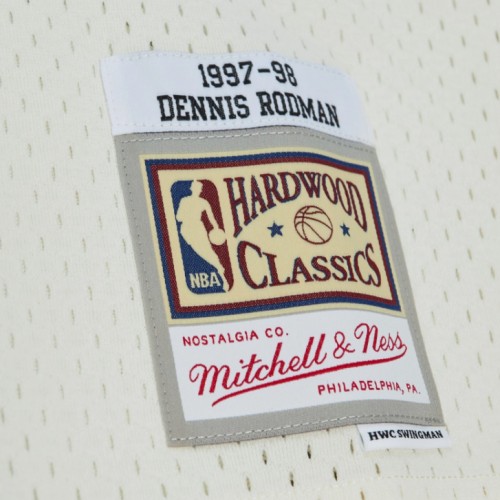 1997-98
DENNIS RODMAN
HARDWOOD
CLASSICS
NBA
NOSTALGIA CO.
Mitchell & Ness
PHILADELPHIA, PA.
HWC SWINGMAN